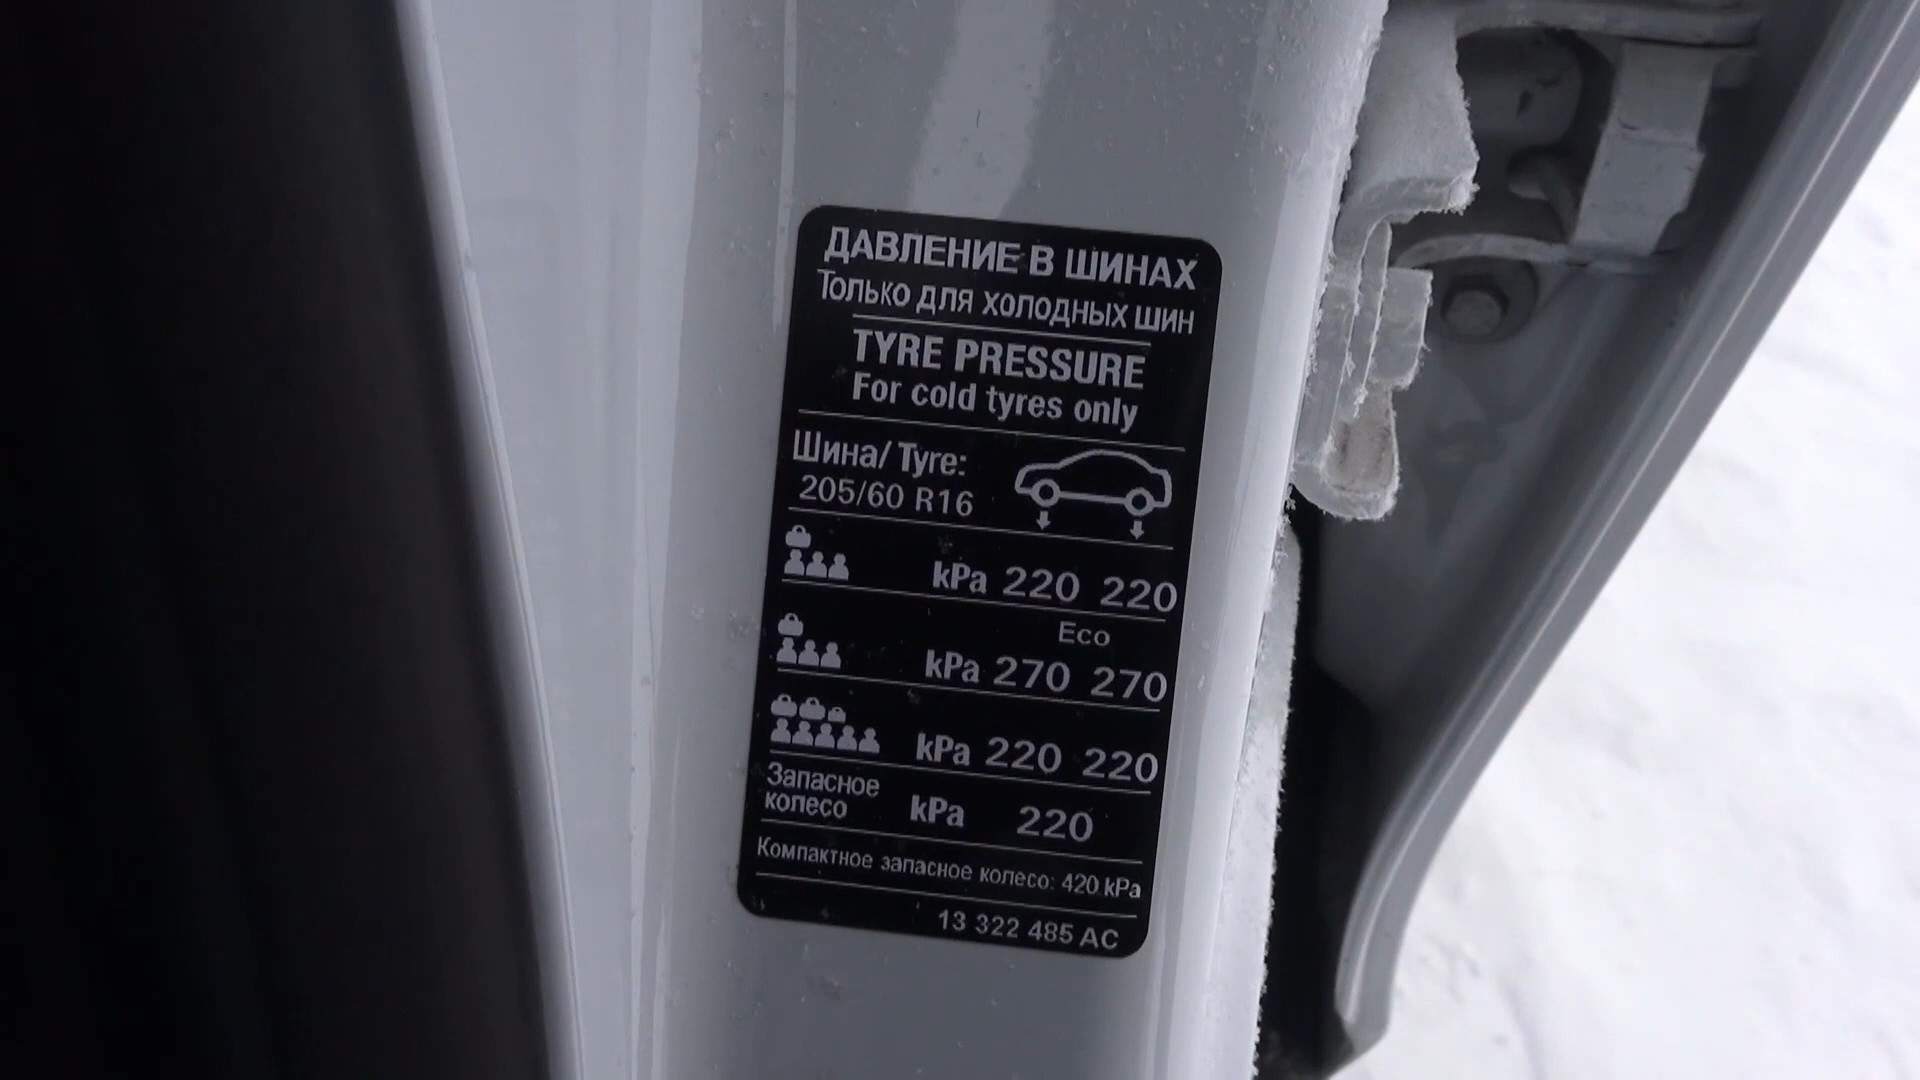 ДАВЛЕНИЕ В ШИНАХ
Только для холодных шин
TYRE PRESSURE
For cold tyres only
Шина/ Tyre:
205/60 R16
kPa 220 220
Eco
kPa 270 270
kPa 220 220
Запасное
колесо kPa 220
Компактное запасное колесо: 420 kPa
13 322 485 AC